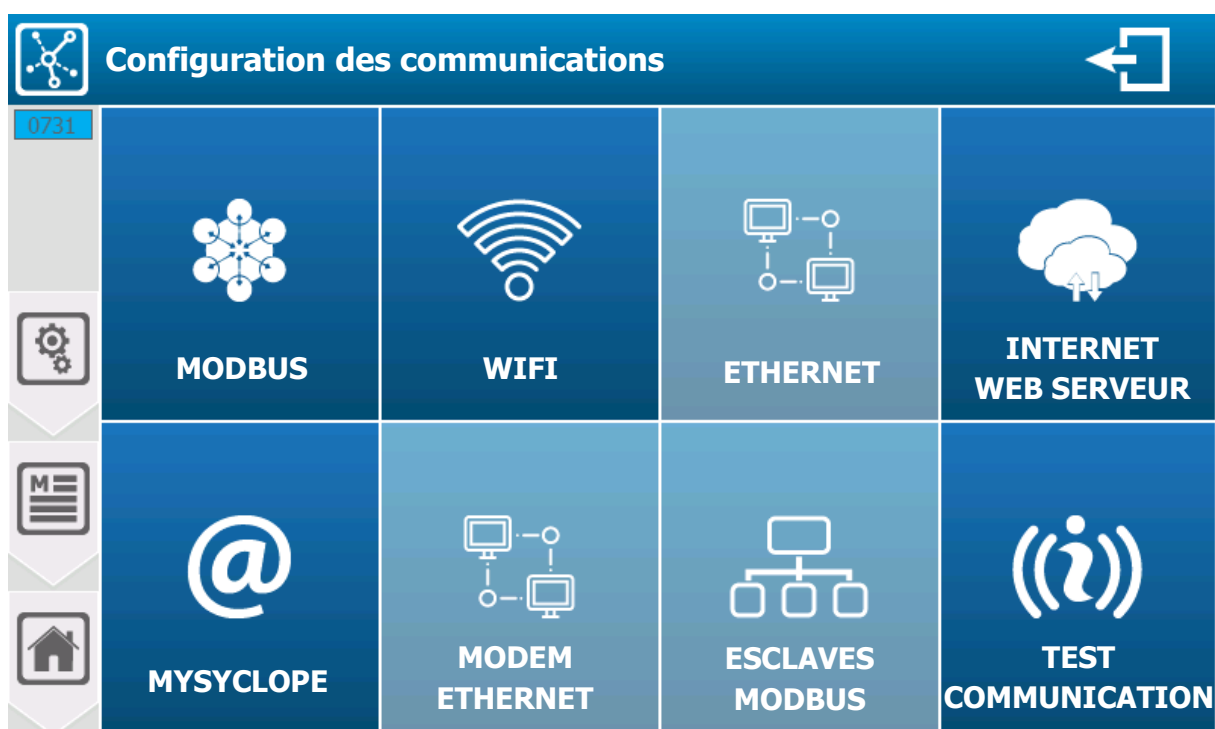 Configuration des communications
0731
MODBUS
WIFI
ETHERNET
INTERNET
WEB SERVEUR
M
MYSYCLOPE
MODEM
ETHERNET
ESCLAVES
MODBUS
TEST
COMMUNICATION